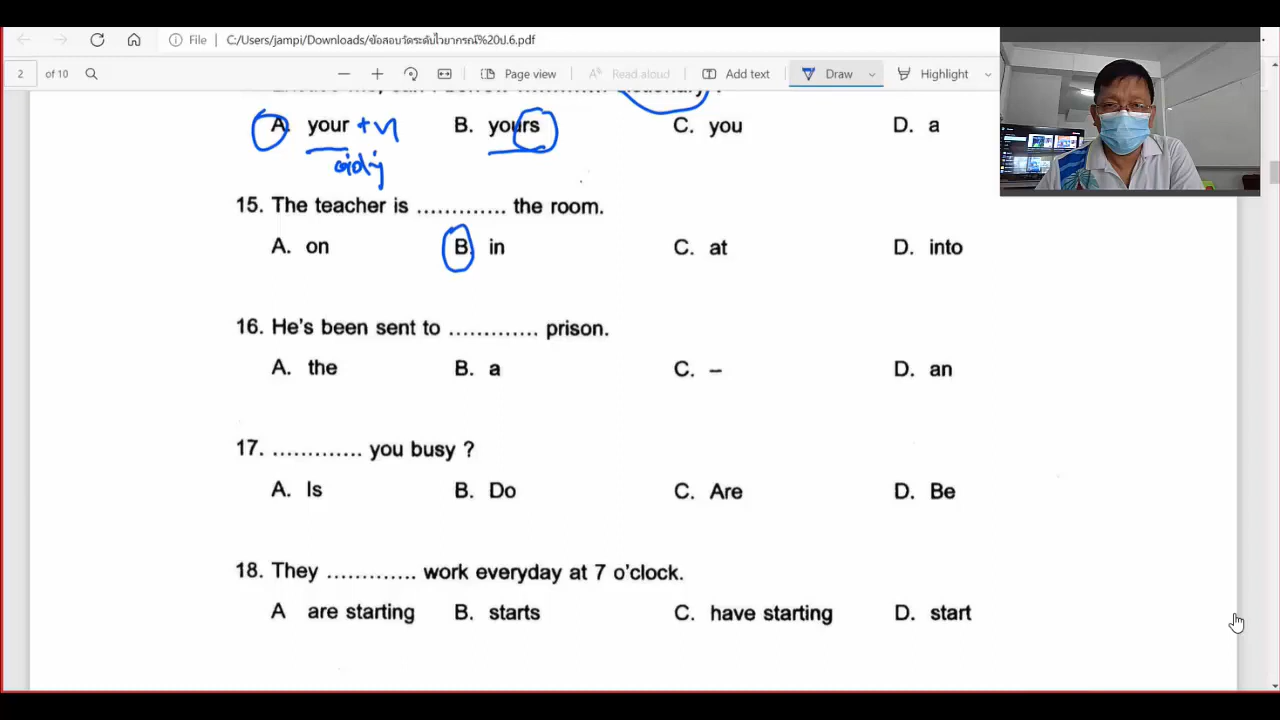 File C:/Users/jampi/Downloads/ข้อสอบวัดระดับไวยากรณ์%20ป.6.pdf
2 of 10 Page view Read aloud Add text Draw Highlight
A. your +n B. yours C. you D. a
15. The teacher is ............. the room.
A. on B. in C. at D. into
16. He's been sent to ............. prison.
A. the B. a C. – D. an
17. ............. you busy ?
A. Is B. Do C. Are D. Be
18. They ............. work everyday at 7 o'clock.
A are starting B. starts C. have starting D. start